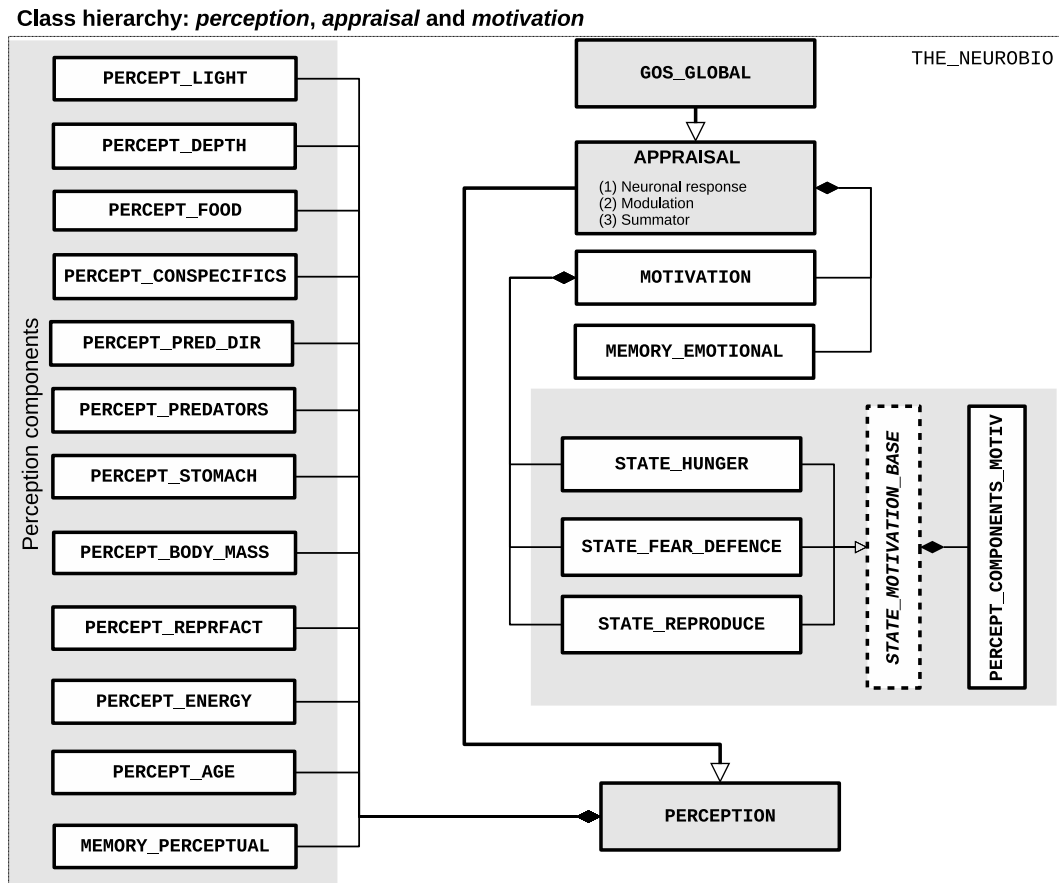 Class hierarchy: perception, appraisal and motivation
THE_NEUROBIO
Perception components
PERCEPT_LIGHT
PERCEPT_DEPTH
PERCEPT_FOOD
PERCEPT_CONSPECIFICS
PERCEPT_PRED_DIR
PERCEPT_PREDATORS
PERCEPT_STOMACH
PERCEPT_BODY_MASS
PERCEPT_REPRFACT
PERCEPT_ENERGY
PERCEPT_AGE
MEMORY_PERCEPTUAL
GOS_GLOBAL
APPRAISAL
(1) Neuronal response
(2) Modulation
(3) Summator
MOTIVATION
MEMORY_EMOTIONAL
STATE_HUNGER
STATE_FEAR_DEFENCE
STATE_REPRODUCE
STATE_MOTIVATION_BASE
PERCEPT_COMPONENTS_MOTIV
PERCEPTION